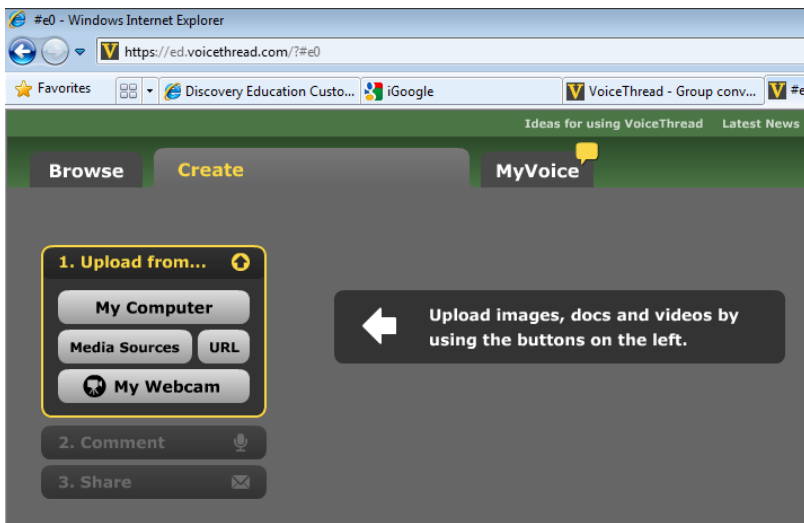 #e0 - Windows Internet Explorer
https://ed.voicethread.com/?#e0
Favorites Discovery Education Custo... iGoogle VoiceThread - Group conv... #e
Ideas for using VoiceThread Latest News
Browse Create MyVoice
1. Upload from...
My Computer
Media Sources URL
My Webcam
Upload images, docs and videos by
using the buttons on the left.
2. Comment
3. Share